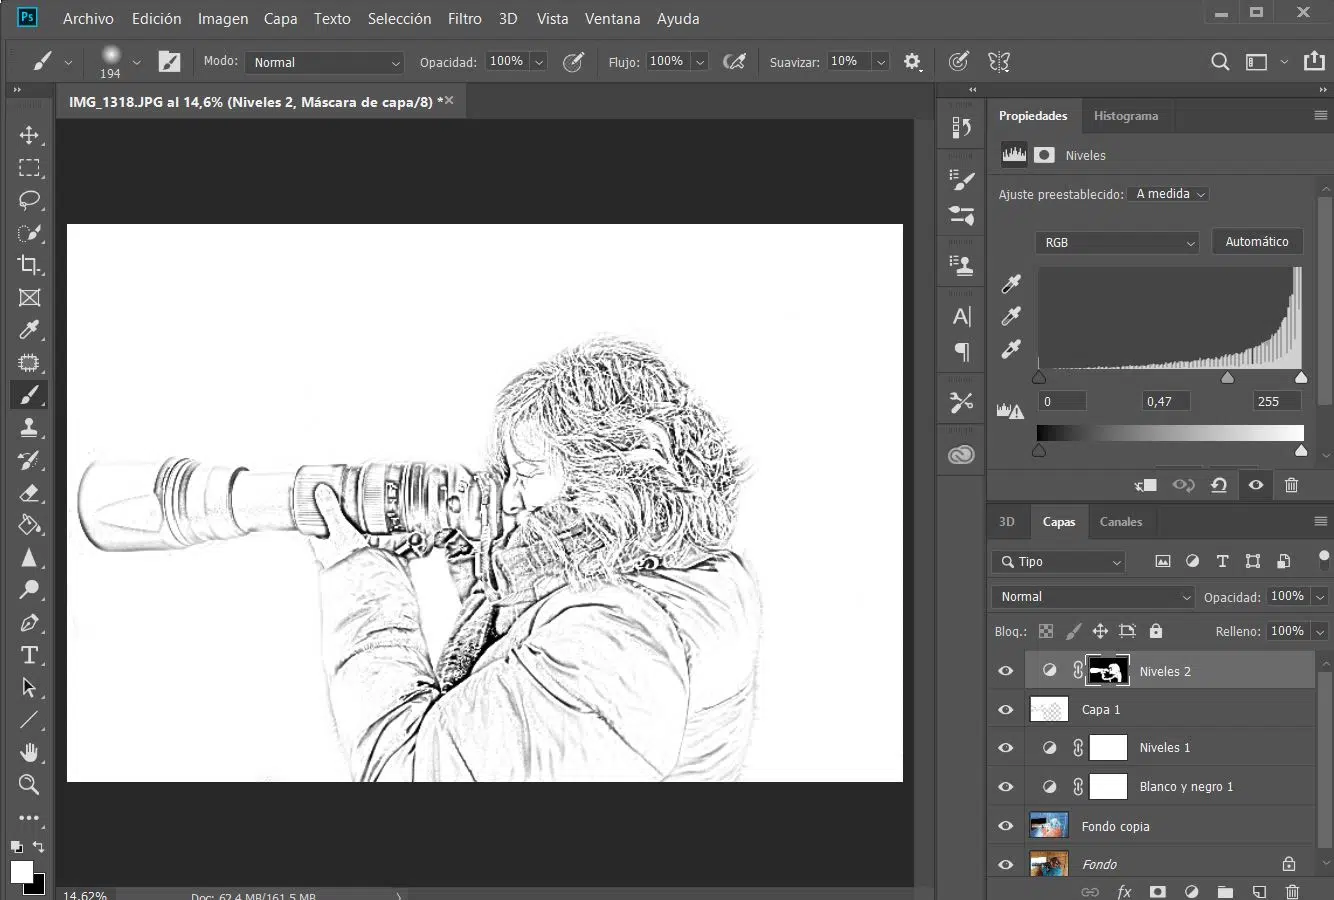 Ps Archivo Edición Imagen Capa Texto Selección Filtro 3D Vista Ventana Ayuda
194 Modo: Normal Opacidad: 100% Flujo: 100% Suavizar: 10%
IMG_1318.JPG al 14,6% (Niveles 2, Máscara de capa/8) *
Propiedades Histograma
Niveles
Ajuste preestablecido: A medida
RGB Automático
0 0,47 255
3D Capas Canales
Tipo
Normal Opacidad: 100%
Bloq.: Relleno: 100%
Niveles 2
Capa 1
Niveles 1
Blanco y negro 1
Fondo copia
Fondo
fx
14,62% Doc: 62,4 MB/161,5 MB